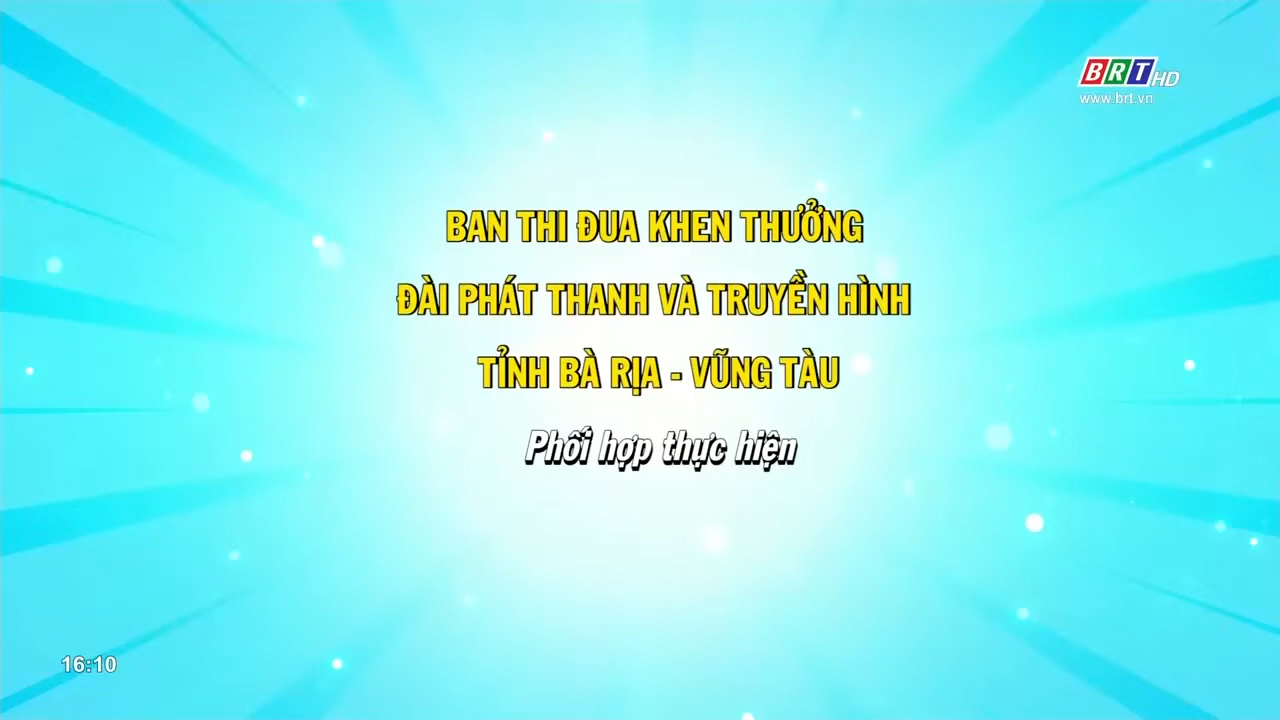 BRT HD
www.brt.vn
BAN THI ĐUA KHEN THƯỞNG
ĐÀI PHÁT THANH VÀ TRUYỀN HÌNH
TỈNH BÀ RỊA - VŨNG TÀU
Phối hợp thực hiện
16:10